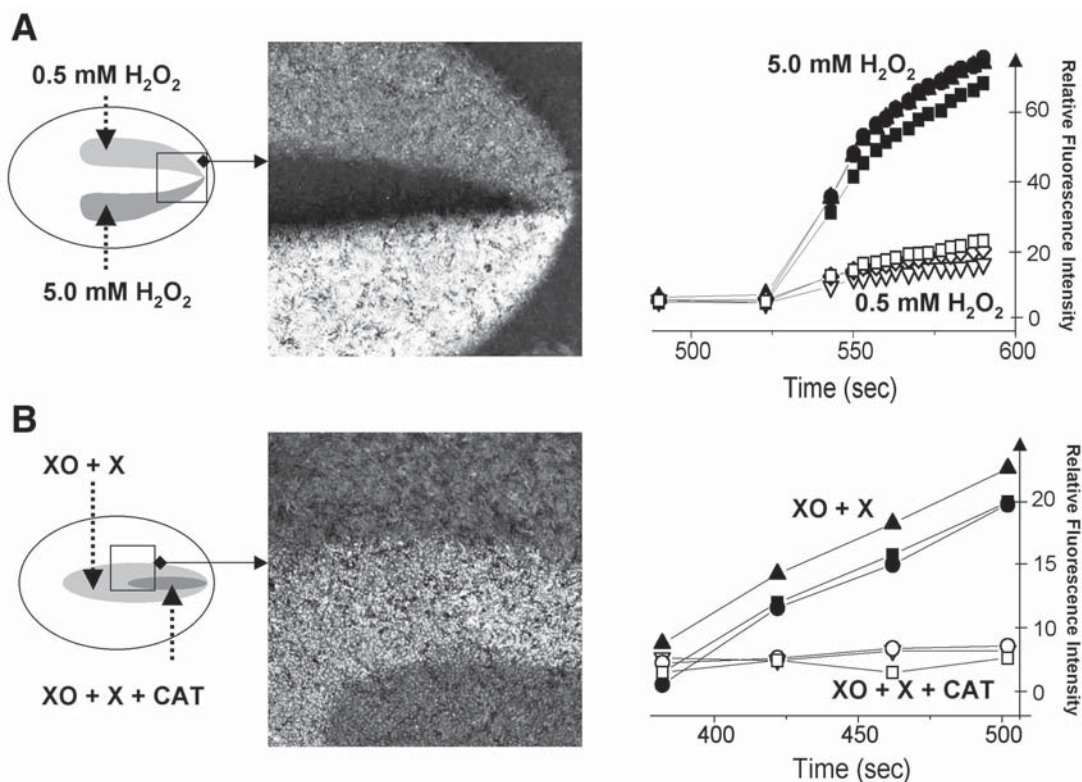 A
0.5 mM H₂O₂
5.0 mM H₂O₂
5.0 mM H₂O₂
0.5 mM H₂O₂
60
40
20
0
Relative Fluorescence Intensity
500
550
600
Time (sec)
B
XO + X
XO + X + CAT
XO + X
XO + X + CAT
20
15
10
5
0
Relative Fluorescence Intensity
400
450
500
Time (sec)